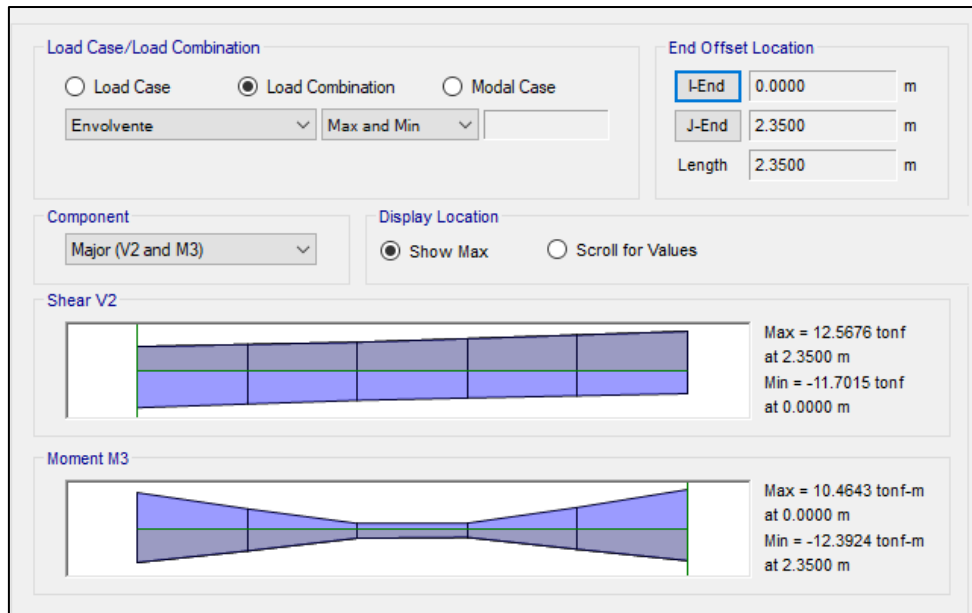 Load Case/Load Combination
Load Case
Load Combination
Modal Case
Envolvente
Max and Min
End Offset Location
I-End 0.0000 m
J-End 2.3500 m
Length 2.3500 m
Component
Major (V2 and M3)
Display Location
Show Max
Scroll for Values
Shear V2
Max = 12.5676 tonf
at 2.3500 m
Min = -11.7015 tonf
at 0.0000 m
Moment M3
Max = 10.4643 tonf-m
at 0.0000 m
Min = -12.3924 tonf-m
at 2.3500 m